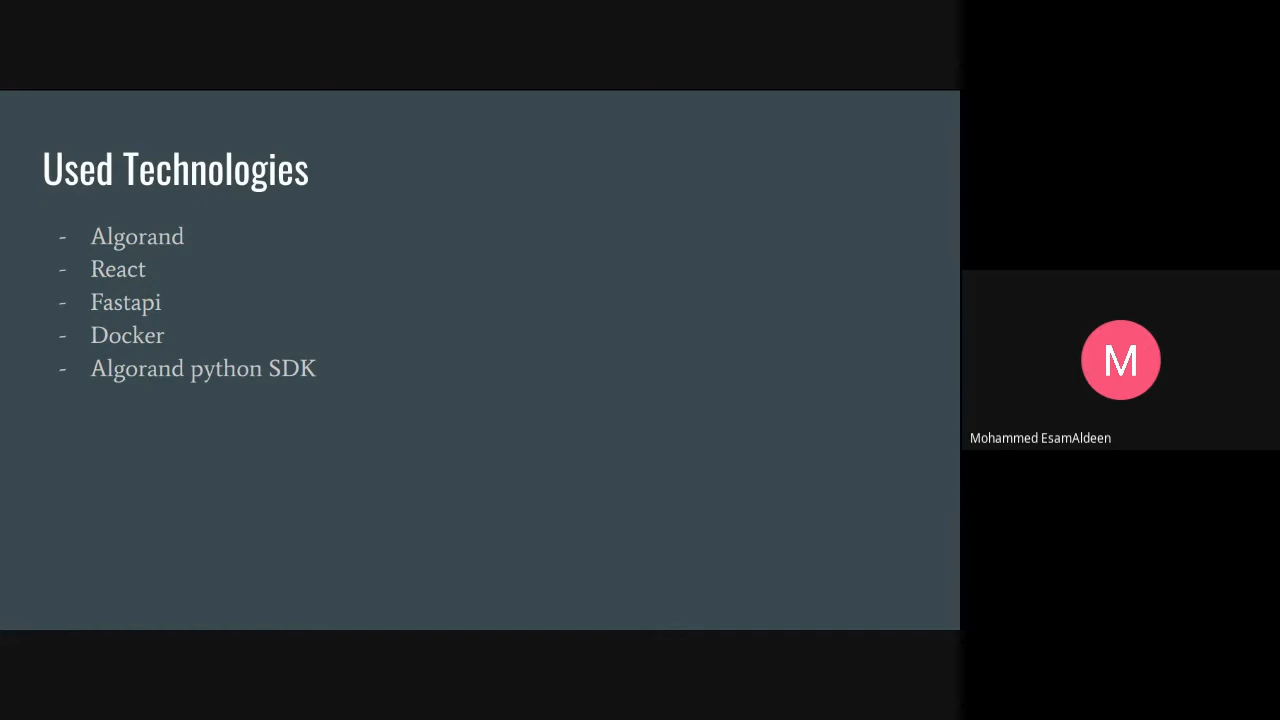 Used Technologies
- Algorand
- React
- Fastapi
- Docker
- Algorand python SDK
M
Mohammed EsamAldeen